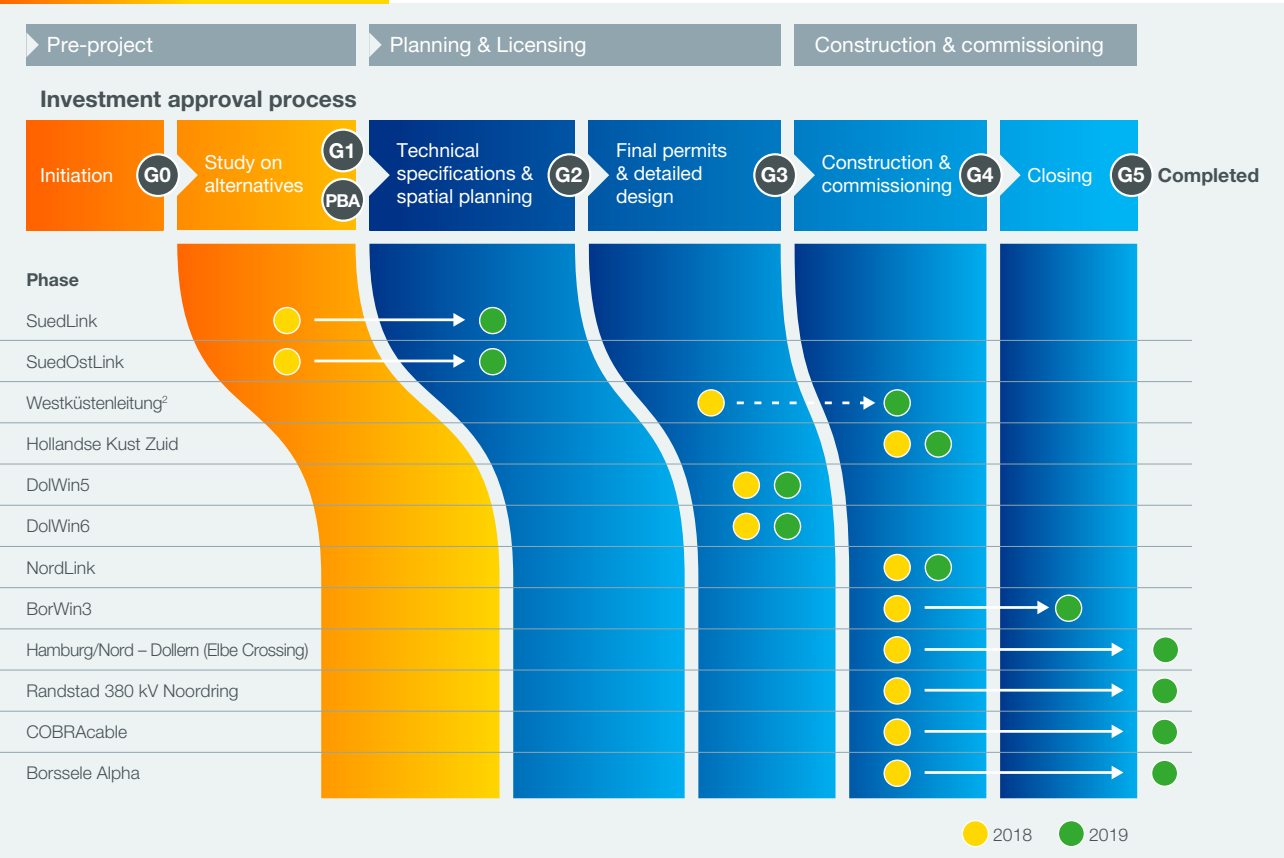 Pre-project
Planning & Licensing
Construction & commissioning
Investment approval process
Initiation
G0
Study on
alternatives
G1
PBA
Technical
specifications &
spatial planning
G2
Final permits
& detailed
design
G3
Construction &
commissioning
G4
Closing
G5
Completed
Phase
SuedLink
SuedOstLink
Westküstenleitung²
Hollandse Kust Zuid
DolWin5
DolWin6
NordLink
BorWin3
Hamburg/Nord – Dollern (Elbe Crossing)
Randstad 380 kV Noordring
COBRAcable
Borssele Alpha
2018
2019